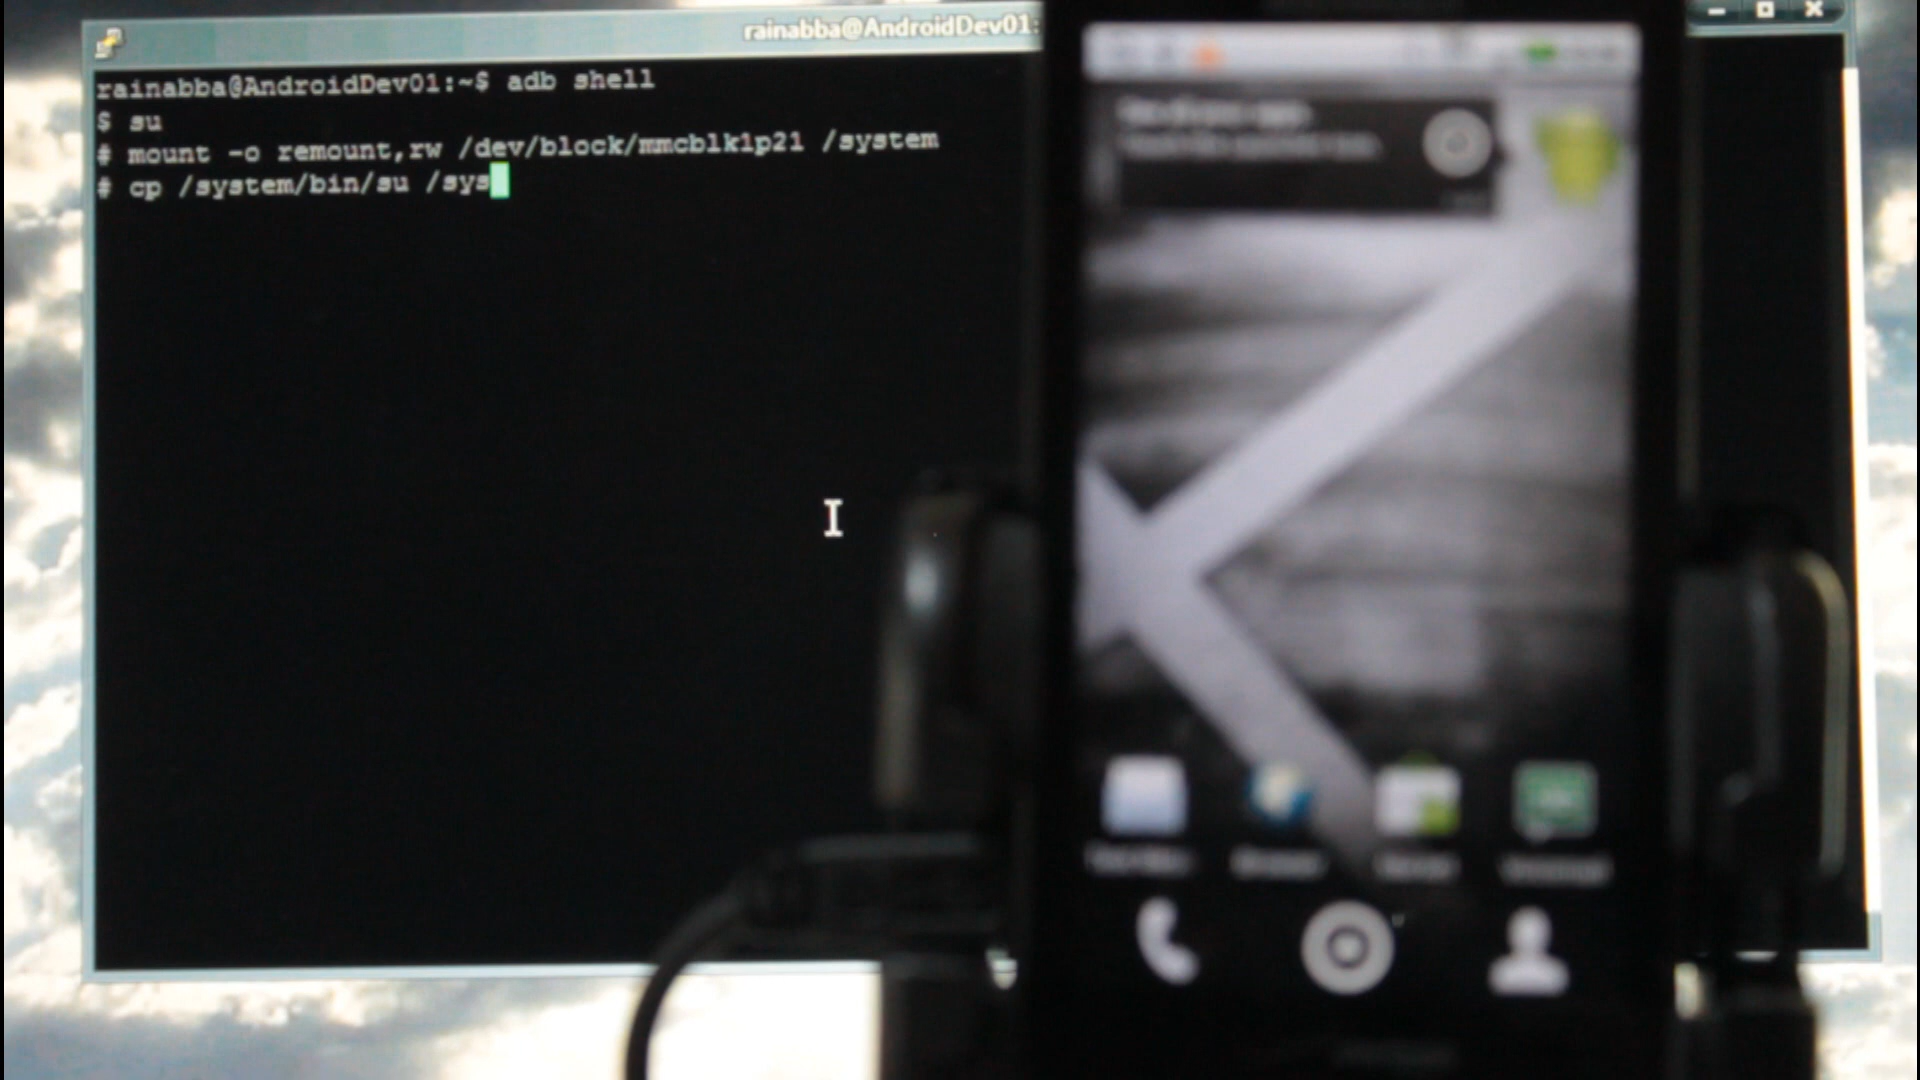 rainabba@AndroidDev01:
rainabba@AndroidDev01:~$ adb shell
$ su
# mount -o remount,rw /dev/block/mmcblk1p21 /system
# cp /system/bin/su /sys